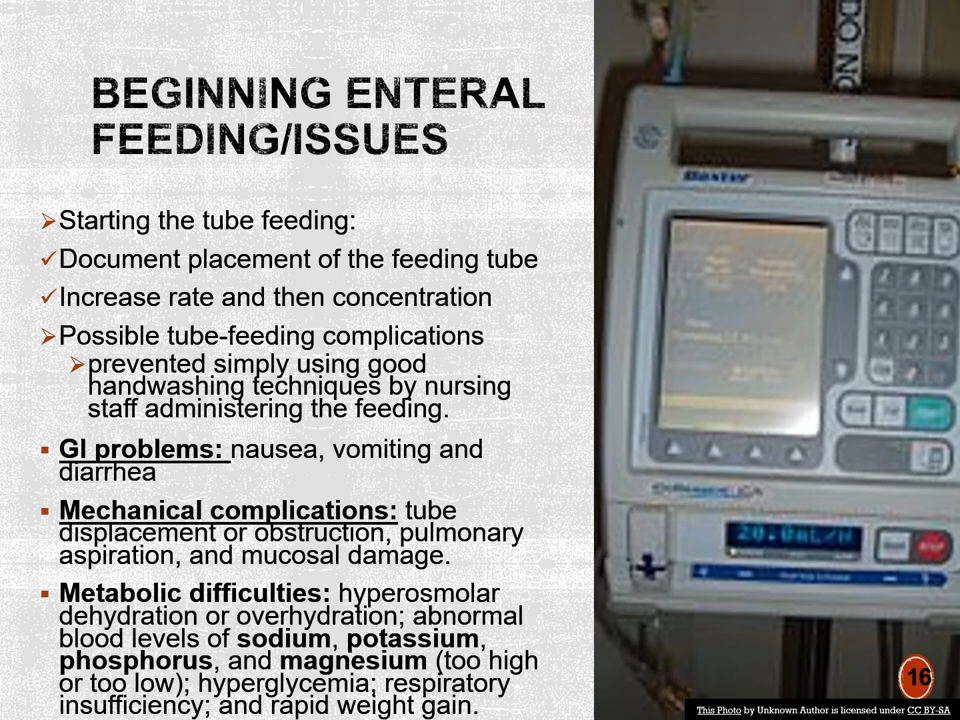 BEGINNING ENTERAL
FEEDING/ISSUES
Starting the tube feeding:
Document placement of the feeding tube
Increase rate and then concentration
Possible tube-feeding complications
prevented simply using good
handwashing techniques by nursing
staff administering the feeding.
GI problems: nausea, vomiting and
diarrhea
Mechanical complications: tube
displacement or obstruction, pulmonary
aspiration, and mucosal damage.
Metabolic difficulties: hyperosmolar
dehydration or overhydration; abnormal
blood levels of sodium, potassium,
phosphorus, and magnesium (too high
or too low); hyperglycemia; respiratory
insufficiency; and rapid weight gain.
DO NO
Baxter
20.0mL/H
STOP
16
This Photo by Unknown Author is licensed under CC BY-SA